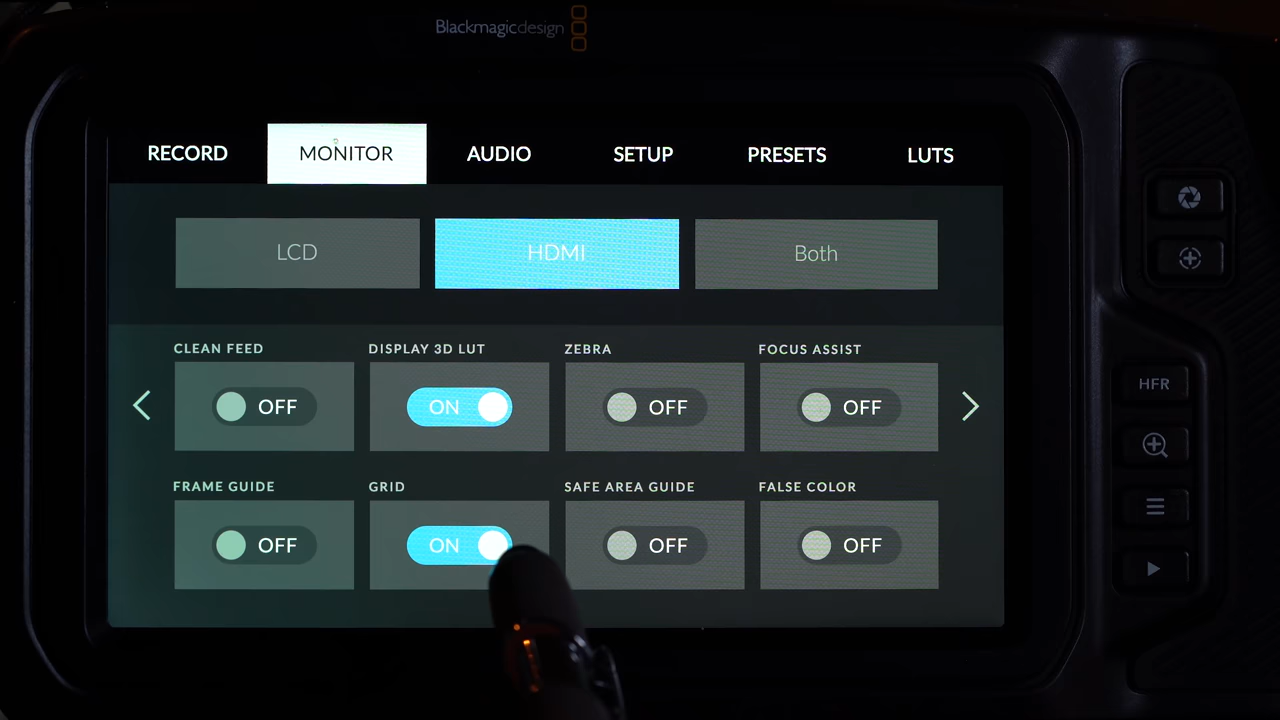 Blackmagicdesign
RECORD MONITOR AUDIO SETUP PRESETS LUTS
LCD HDMI Both
CLEAN FEED DISPLAY 3D LUT ZEBRA FOCUS ASSIST
OFF ON OFF OFF
FRAME GUIDE GRID SAFE AREA GUIDE FALSE COLOR
OFF ON OFF OFF
HFR